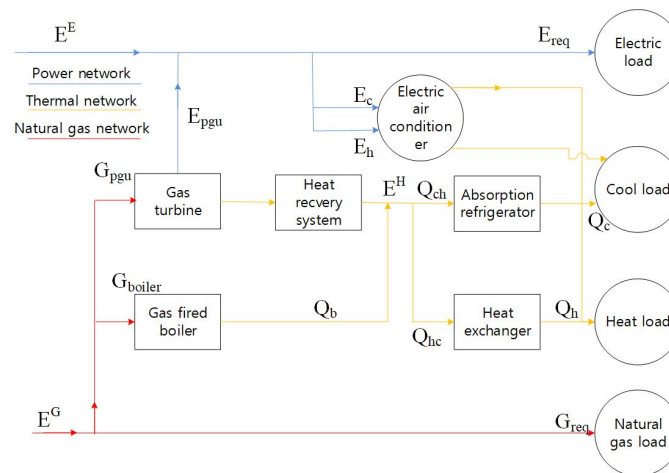 E^E
E_req
Electric
load
Power network
Thermal network
Natural gas network
E_pgu
E_c
E_h
Electric
air
condition
er
G_pgu
Gas
turbine
Heat
recvery
system
E^H
Q_ch
Absorption
refrigerator
Q_c
Cool load
G_boiler
Gas fired
boiler
Q_b
Q_hc
Heat
exchanger
Q_h
Heat load
E^G
G_req
Natural
gas load